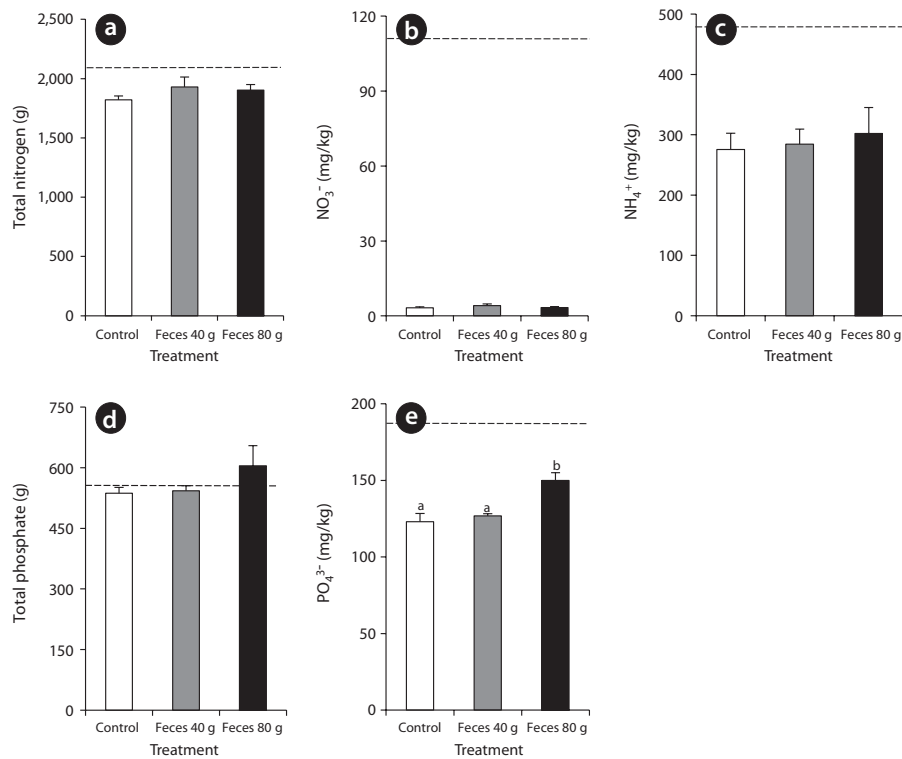 a
2,500
2,000
1,500
1,000
500
0
Total nitrogen (g)
Control Feces 40 g Feces 80 g
Treatment
b
120
90
60
30
0
NO₃⁻ (mg/kg)
Control Feces 40 g Feces 80 g
Treatment
c
500
400
300
300
100
0
NH₄⁺ (mg/kg)
Control Feces 40 g Feces 80 g
Treatment
d
750
600
450
300
150
0
Total phosphate (g)
Control Feces 40 g Feces 80 g
Treatment
e
200
150
100
50
0
PO₄³⁻ (mg/kg)
a a b
Control Feces 40 g Feces 80 g
Treatment